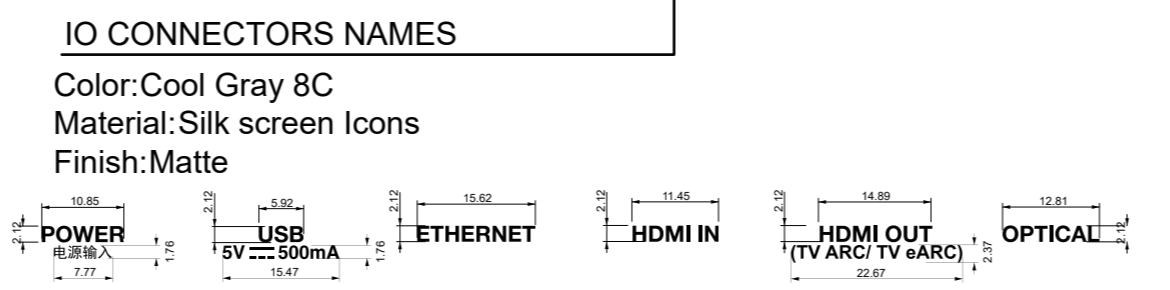 IO CONNECTORS NAMES
Color:Cool Gray 8C
Material:Silk screen Icons
Finish:Matte
10.85
2.12
POWER
电源输入
1.76
7.77
2.12
5.92
USB
5V ⎓ 500mA
1.76
15.47
2.12
15.62
ETHERNET
2.12
11.45
HDMI IN
2.12
14.89
HDMI OUT
(TV ARC/ TV eARC)
2.37
22.67
12.81
OPTICAL
2.12